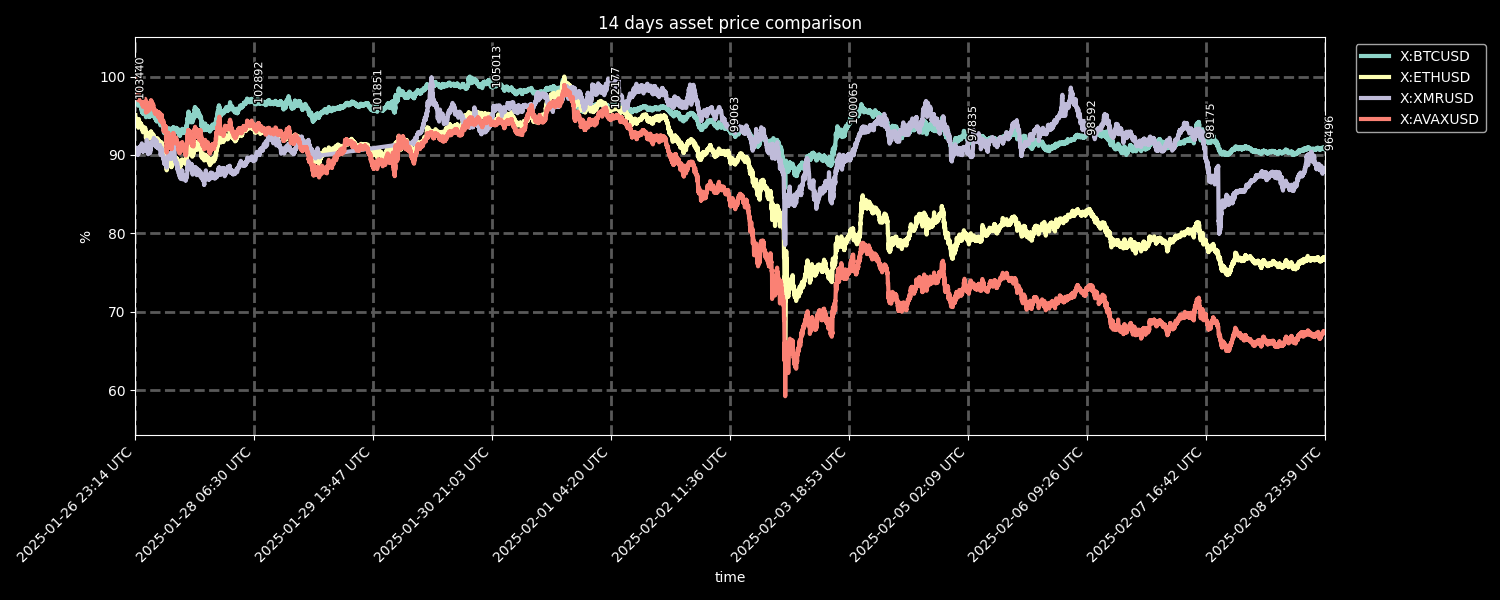 14 days asset price comparison
X:BTCUSD
X:ETHUSD
X:XMRUSD
X:AVAXUSD
103440
102892
101851
105013
102177
99063
100065
97835
98592
98175
96496
100
90
80
70
60
%
2025-01-26 23:14 UTC
2025-01-28 06:30 UTC
2025-01-29 13:47 UTC
2025-01-30 21:03 UTC
2025-02-01 04:20 UTC
2025-02-02 11:36 UTC
2025-02-03 18:53 UTC
2025-02-05 02:09 UTC
2025-02-06 09:26 UTC
2025-02-07 16:42 UTC
2025-02-08 23:59 UTC
time